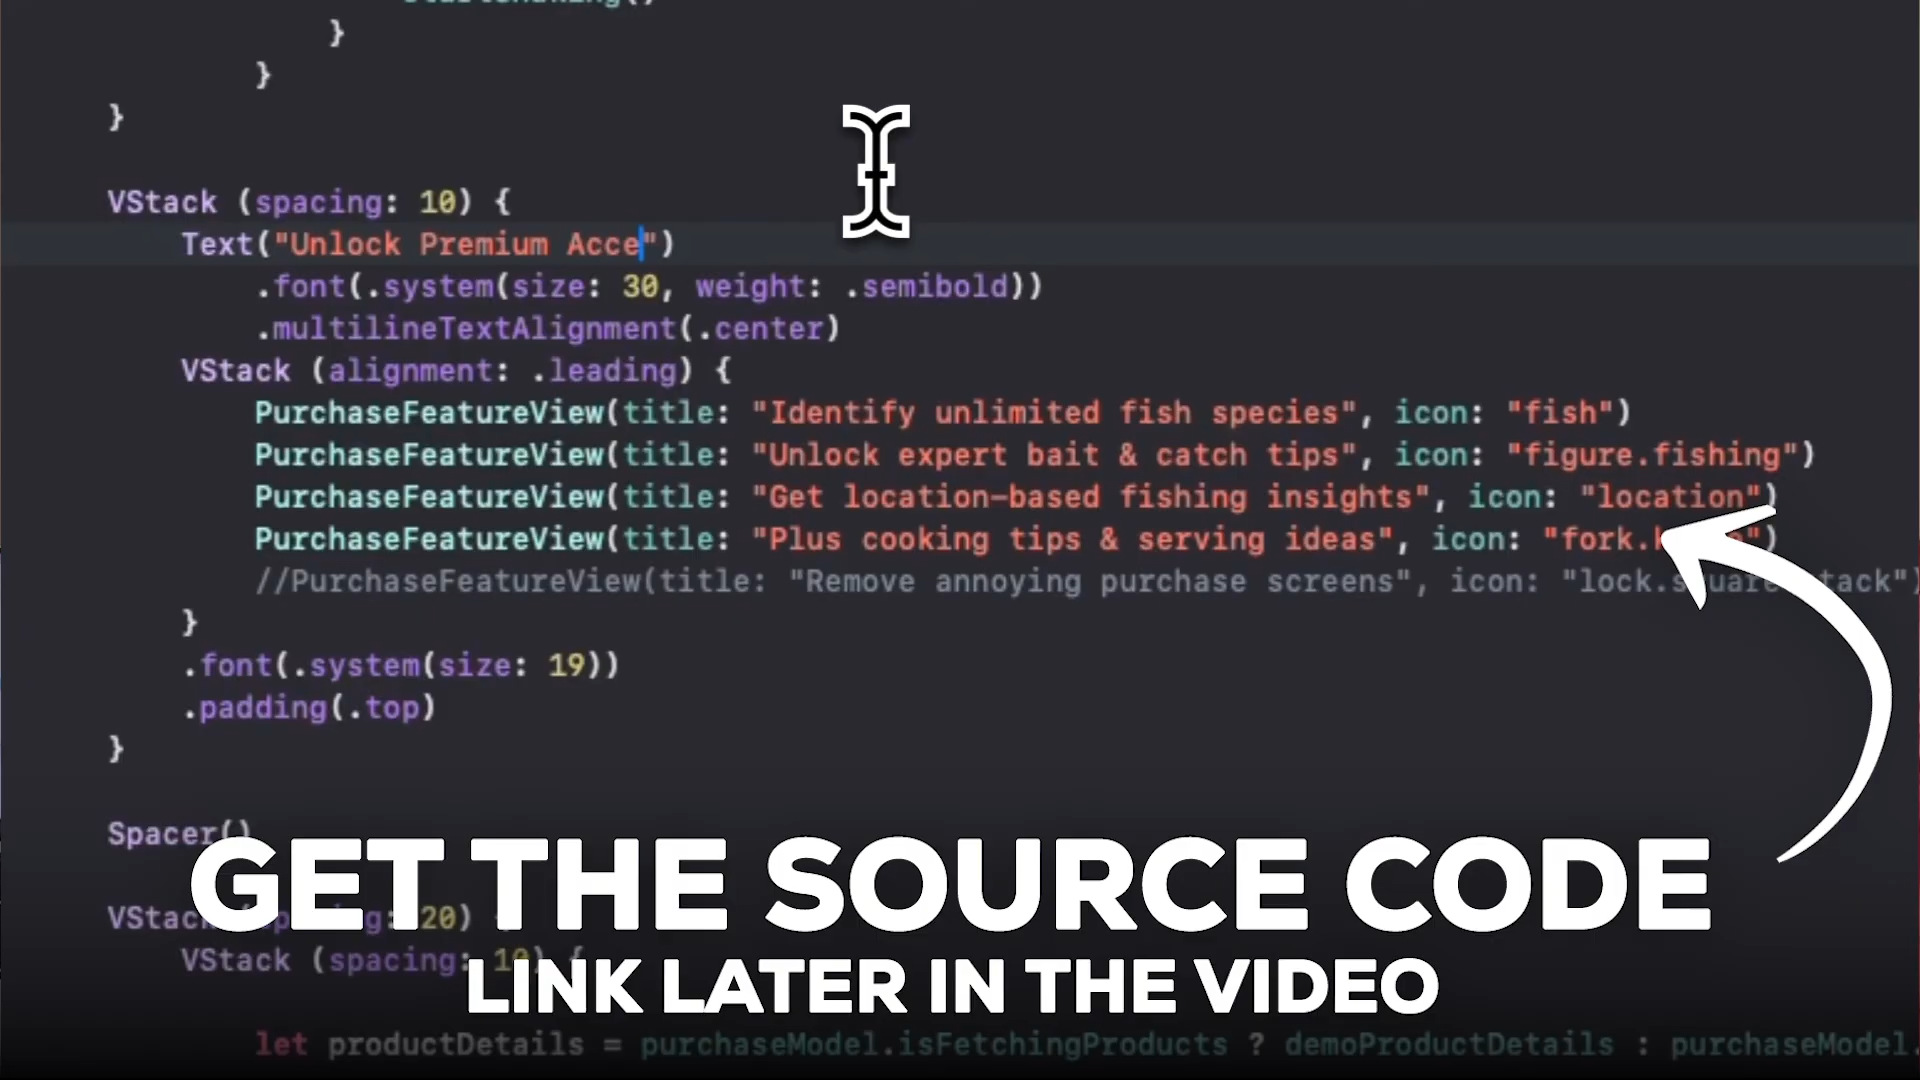 }
}
}
VStack (spacing: 10) {
Text("Unlock Premium Acce")
.font(.system(size: 30, weight: .semibold))
.multilineTextAlignment(.center)
VStack (alignment: .leading) {
PurchaseFeatureView(title: "Identify unlimited fish species", icon: "fish")
PurchaseFeatureView(title: "Unlock expert bait & catch tips", icon: "figure.fishing")
PurchaseFeatureView(title: "Get location-based fishing insights", icon: "location")
PurchaseFeatureView(title: "Plus cooking tips & serving ideas", icon: "fork.
//PurchaseFeatureView(title: "Remove annoying purchase screens", icon: "lock.square.stack")
}
.font(.system(size: 19))
.padding(.top)
}
Spacer()
GET THE SOURCE CODE
VStack (spacing: 20) {
VStack (spacing: 10) {
LINK LATER IN THE VIDEO
let productDetails = purchaseModel.isFetchingProducts ? demoProductDetails : purchaseModel.